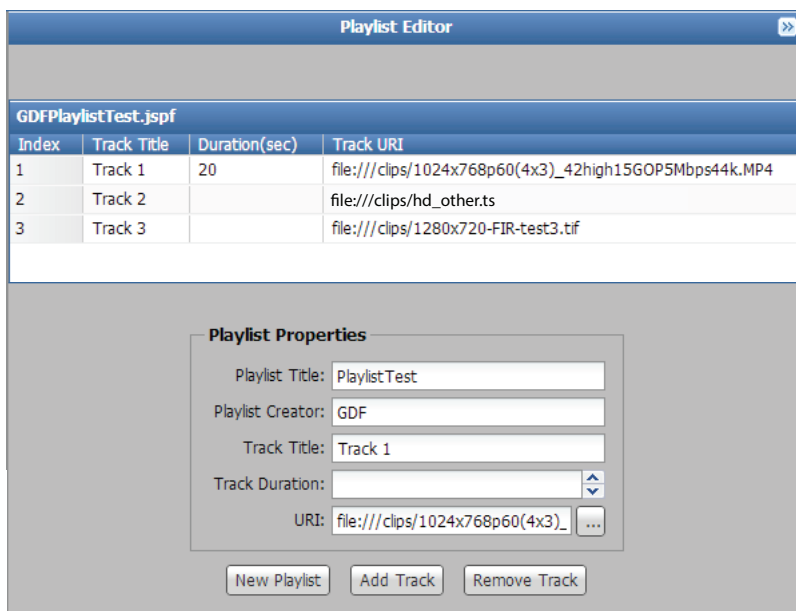 Playlist Editor
GDFPlaylistTest.jspf
Index Track Title Duration(sec) Track URI
1 Track 1 20 file:///clips/1024x768p60(4x3)_42high15GOP5Mbps44k.MP4
2 Track 2 file:///clips/hd_other.ts
3 Track 3 file:///clips/1280x720-FIR-test3.tif
Playlist Properties
Playlist Title: PlaylistTest
Playlist Creator: GDF
Track Title: Track 1
Track Duration:
URI: file:///clips/1024x768p60(4x3)_ ...
New Playlist Add Track Remove Track